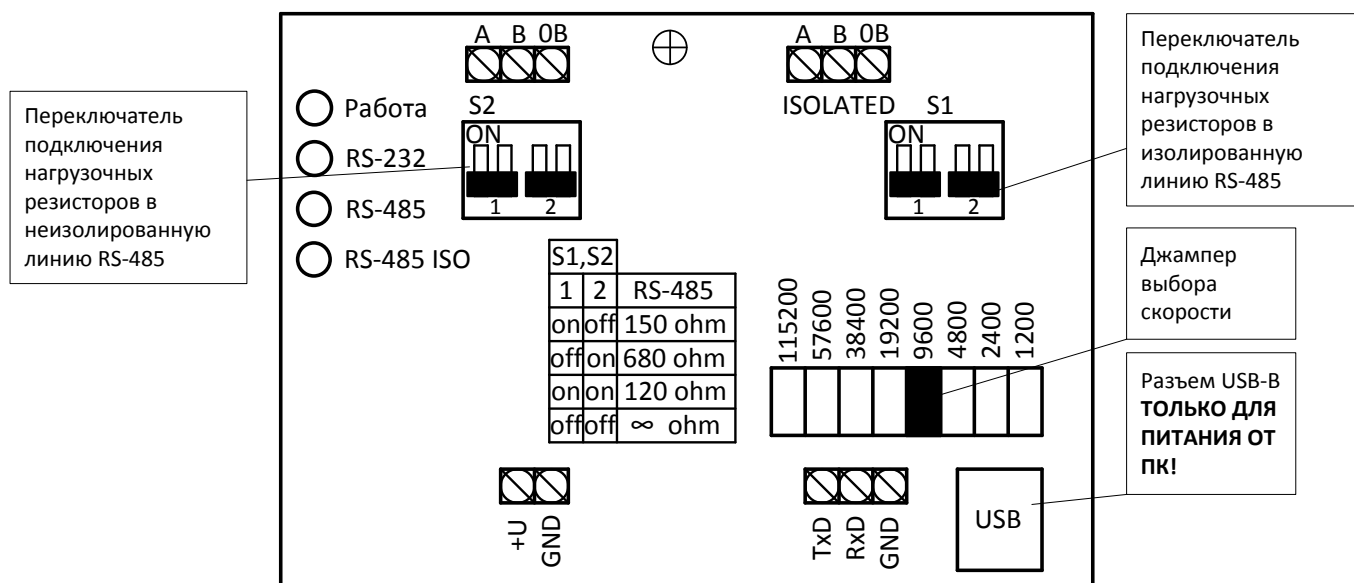 A B 0B
A B 0B
Переключатель
подключения
нагрузочных
резисторов в
неизолированную
линию RS-485
Работа
RS-232
RS-485
RS-485 ISO
S2
ON
1 2
ISOLATED S1
ON
1 2
Переключатель
подключения
нагрузочных
резисторов в
изолированную
линию RS-485
S1,S2
1 2 RS-485
on off 150 ohm
off on 680 ohm
on on 120 ohm
off off ∞ ohm
115200
57600
38400
19200
9600
4800
2400
1200
Джампер
выбора
скорости
Разъем USB-B
ТОЛЬКО ДЛЯ
ПИТАНИЯ ОТ
ПК!
+U
GND
TxD
RxD
GND
USB